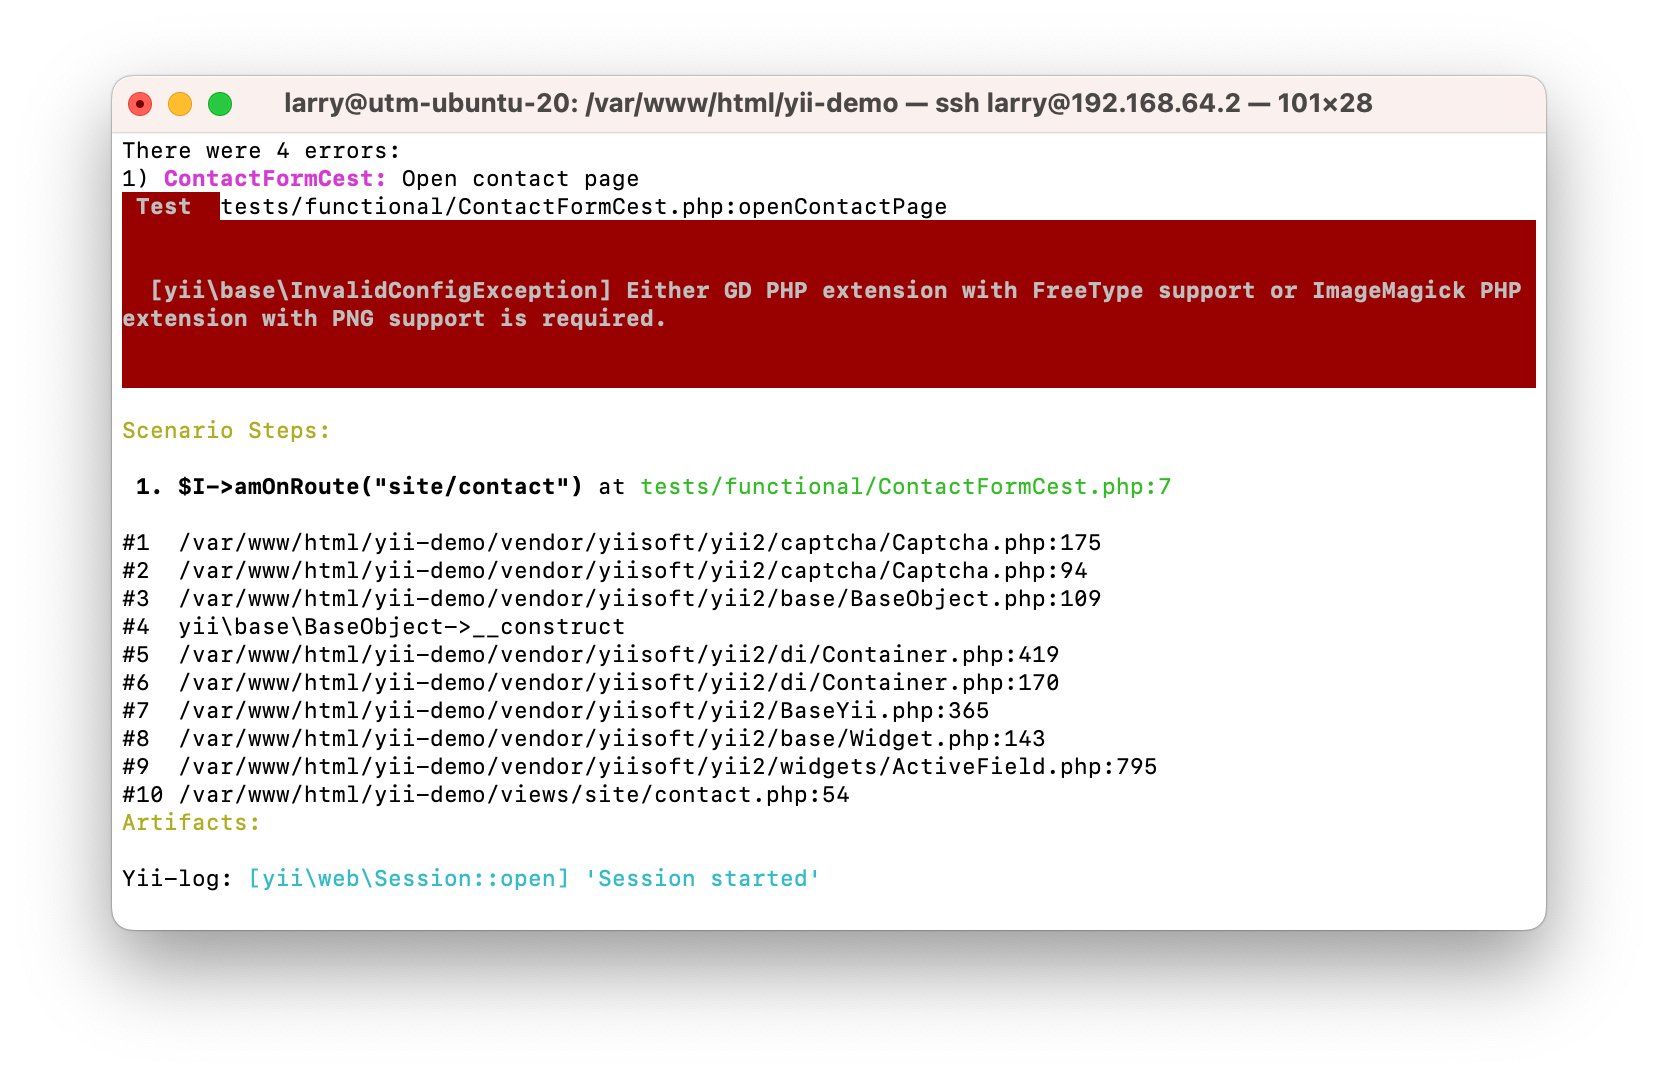 larry@utm-ubuntu-20: /var/www/html/yii-demo — ssh larry@192.168.64.2 — 101×28
There were 4 errors:
1) ContactFormCest: Open contact page
Test tests/functional/ContactFormCest.php:openContactPage
[yii\base\InvalidConfigException] Either GD PHP extension with FreeType support or ImageMagick PHP
extension with PNG support is required.
Scenario Steps:
1. $I->amOnRoute("site/contact") at tests/functional/ContactFormCest.php:7
#1 /var/www/html/yii-demo/vendor/yiisoft/yii2/captcha/Captcha.php:175
#2 /var/www/html/yii-demo/vendor/yiisoft/yii2/captcha/Captcha.php:94
#3 /var/www/html/yii-demo/vendor/yiisoft/yii2/base/BaseObject.php:109
#4 yii\base\BaseObject->__construct
#5 /var/www/html/yii-demo/vendor/yiisoft/yii2/di/Container.php:419
#6 /var/www/html/yii-demo/vendor/yiisoft/yii2/di/Container.php:170
#7 /var/www/html/yii-demo/vendor/yiisoft/yii2/BaseYii.php:365
#8 /var/www/html/yii-demo/vendor/yiisoft/yii2/base/Widget.php:143
#9 /var/www/html/yii-demo/vendor/yiisoft/yii2/widgets/ActiveField.php:795
#10 /var/www/html/yii-demo/views/site/contact.php:54
Artifacts:
Yii-log: [yii\web\Session::open] 'Session started'